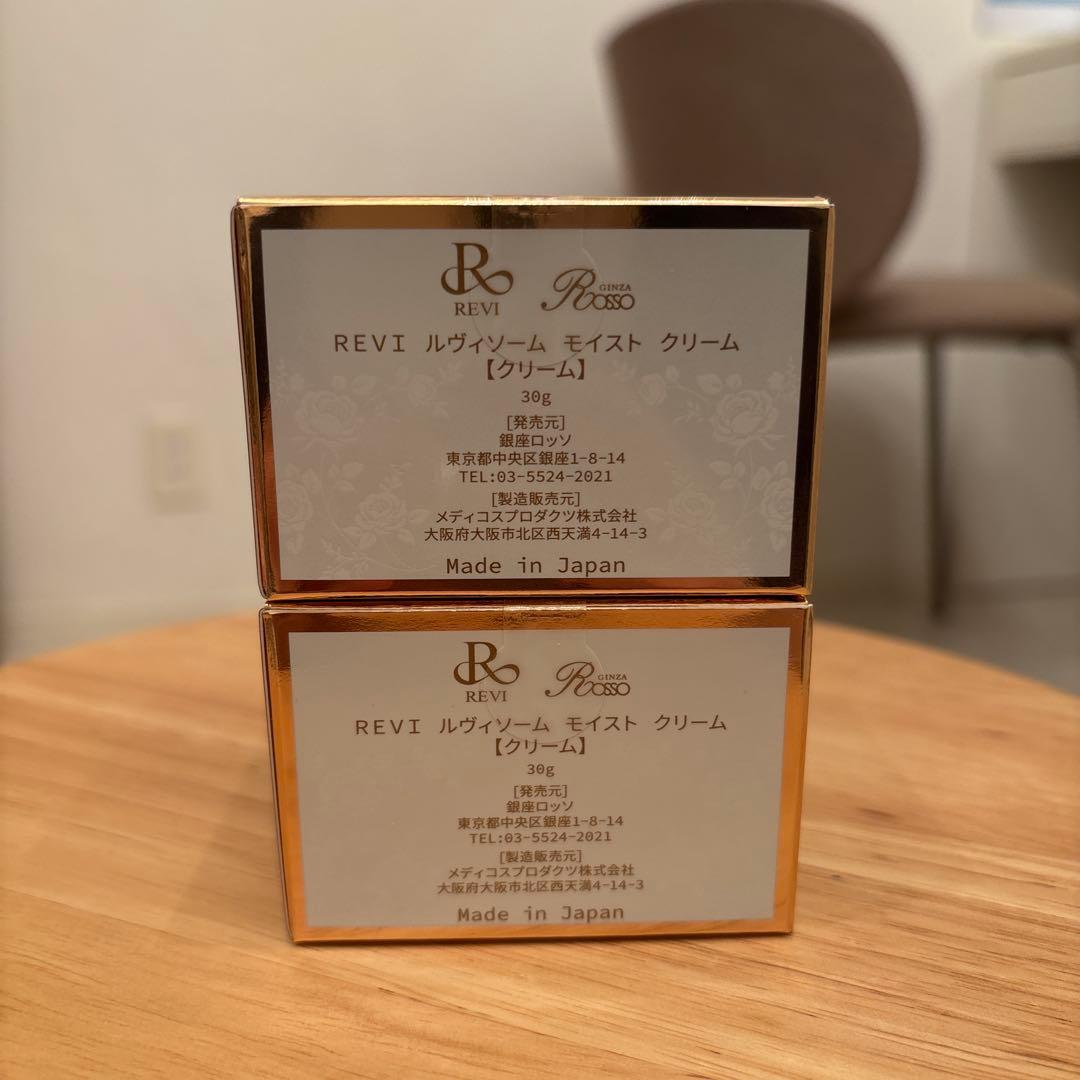 R
REVI
GINZA
Rosso
REVI ルヴィソーム モイスト クリーム
【クリーム】
30g
[発売元]
銀座ロッソ
東京都中央区銀座1-8-14
TEL:03-5524-2021
[製造販売元]
メディコスプロダクツ株式会社
大阪府大阪市北区西天満4-14-3
Made in Japan
R
REVI
GINZA
Rosso
REVI ルヴィソーム モイスト クリーム
【クリーム】
30g
[発売元]
銀座ロッソ
東京都中央区銀座1-8-14
TEL:03-5524-2021
[製造販売元]
メディコスプロダクツ株式会社
大阪府大阪市北区西天満4-14-3
Made in Japan